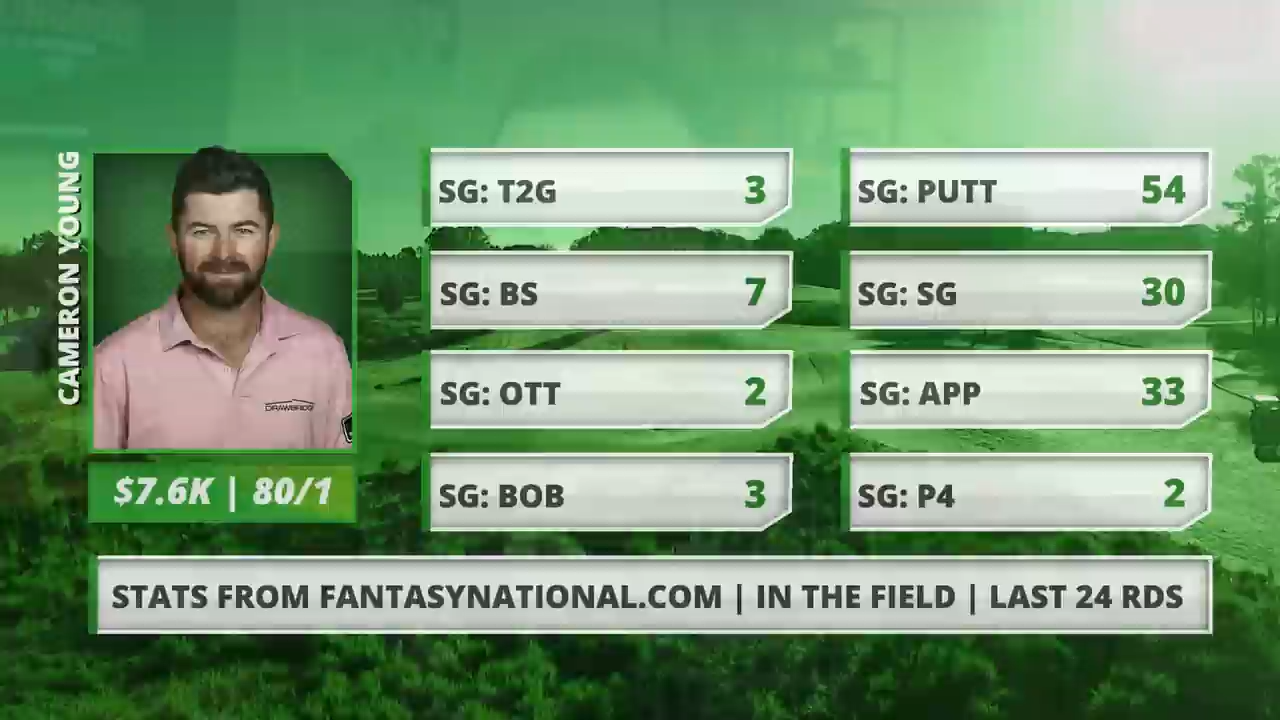 CAMERON YOUNG
DRAWBRIDGE
$7.6K | 80/1
SG: T2G 3
SG: BS 7
SG: OTT 2
SG: BOB 3
SG: PUTT 54
SG: SG 30
SG: APP 33
SG: P4 2
STATS FROM FANTASYNATIONAL.COM | IN THE FIELD | LAST 24 RDS